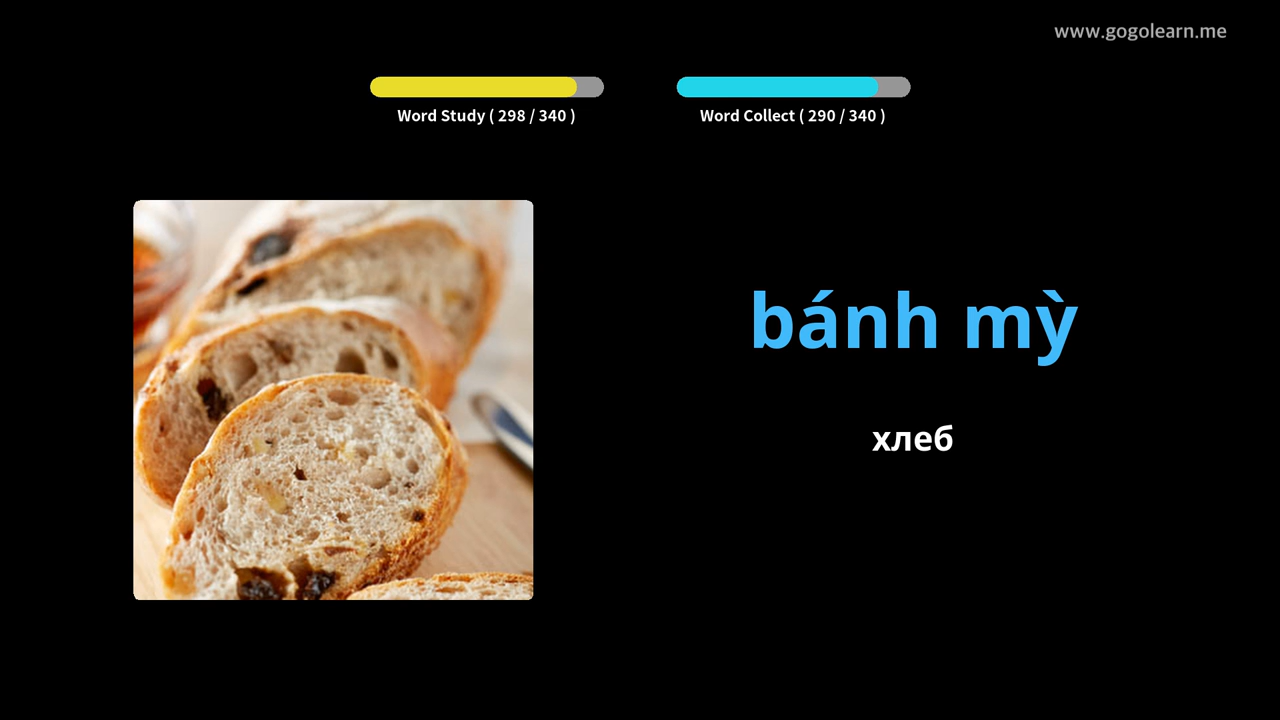 www.gogolearn.me
Word Study ( 298 / 340 )
Word Collect ( 290 / 340 )
bánh mỳ
хлеб